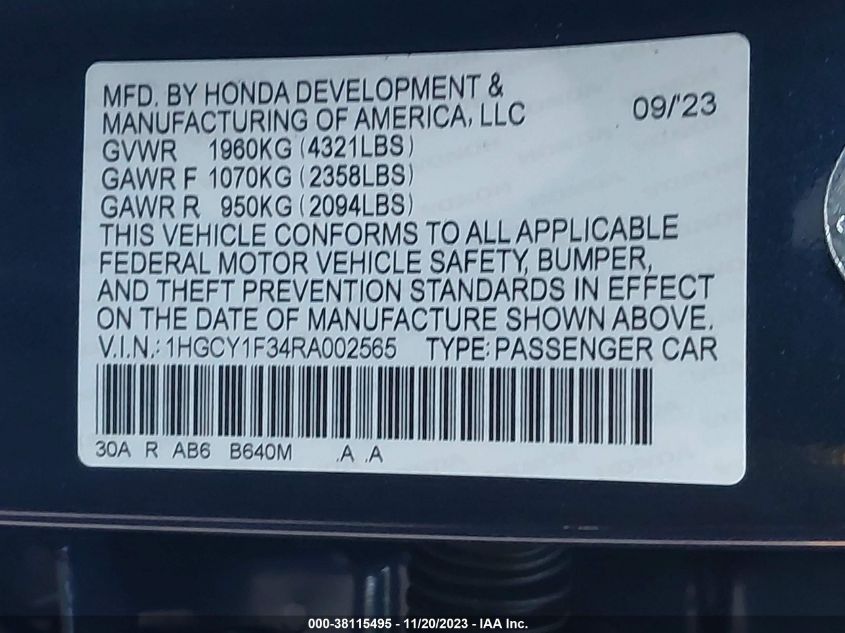 MFD. BY HONDA DEVELOPMENT &
MANUFACTURING OF AMERICA, LLC 09/'23
GVWR 1960KG (4321LBS)
GAWR F 1070KG (2358LBS)
GAWR R 950KG (2094LBS)
THIS VEHICLE CONFORMS TO ALL APPLICABLE
FEDERAL MOTOR VEHICLE SAFETY, BUMPER,
AND THEFT PREVENTION STANDARDS IN EFFECT
ON THE DATE OF MANUFACTURE SHOWN ABOVE.
V.I.N.: 1HGCY1F34RA002565 TYPE: PASSENGER CAR
30A R AB6 B640M .A .A
000-38115495 - 11/20/2023 - IAA Inc.